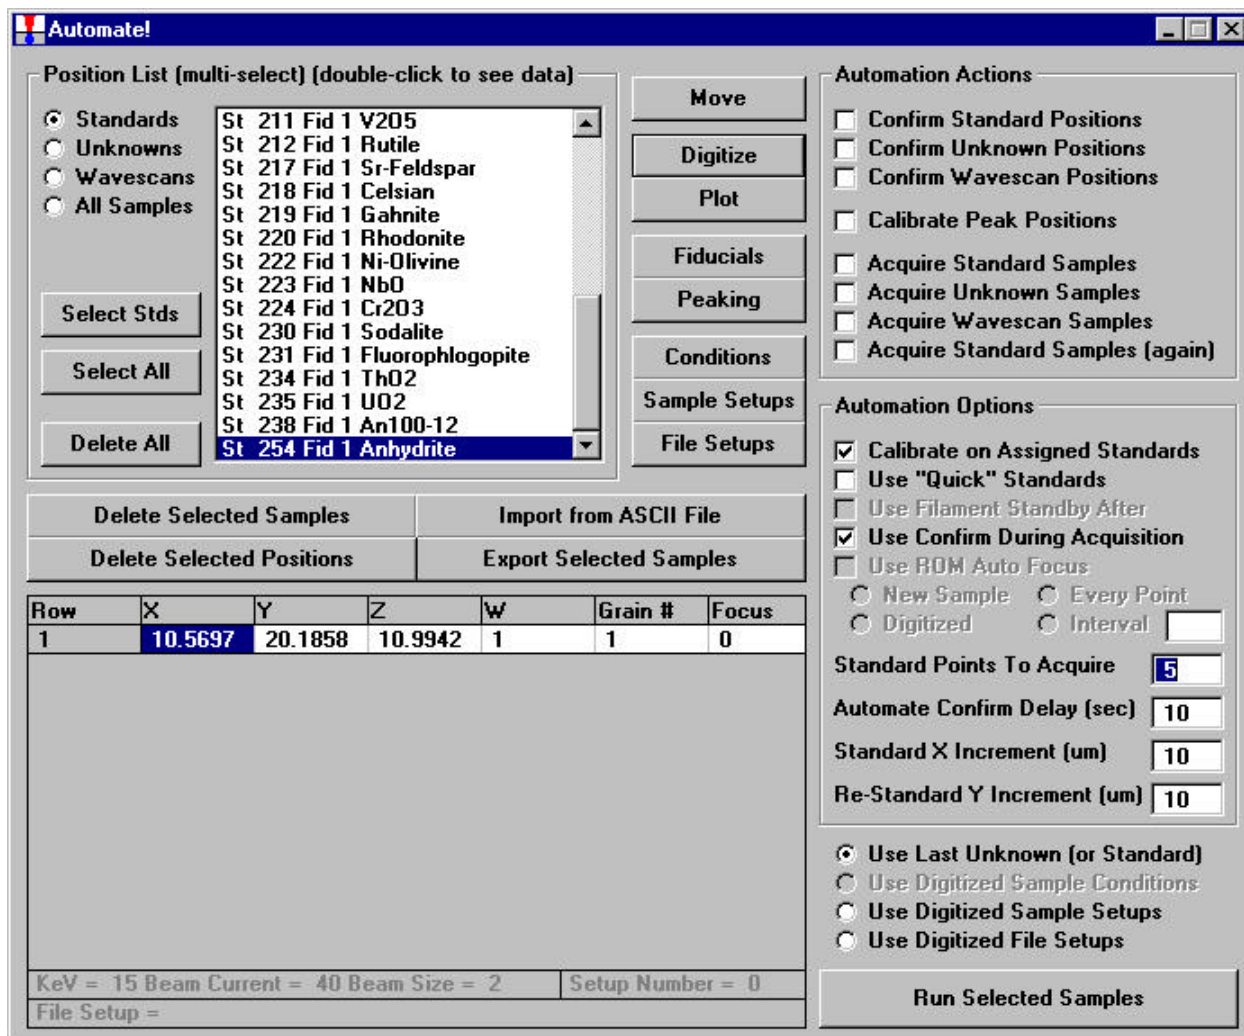 Automate!
Position List (multi-select) (double-click to see data)
Standards
Unknowns
Wavescans
All Samples
Select Stds
Select All
Delete All
St 211 Fid 1 V2O5
St 212 Fid 1 Rutile
St 217 Fid 1 Sr-Feldspar
St 218 Fid 1 Celsian
St 219 Fid 1 Gahnite
St 220 Fid 1 Rhodonite
St 222 Fid 1 Ni-Olivine
St 223 Fid 1 NbO
St 224 Fid 1 Cr2O3
St 230 Fid 1 Sodalite
St 231 Fid 1 Fluorophlogopite
St 234 Fid 1 ThO2
St 235 Fid 1 UO2
St 238 Fid 1 An100-12
St 254 Fid 1 Anhydrite
Move
Digitize
Plot
Fiducials
Peaking
Conditions
Sample Setups
File Setups
Delete Selected Samples
Import from ASCII File
Delete Selected Positions
Export Selected Samples
Row X Y Z W Grain # Focus
1 10.5697 20.1858 10.9942 1 1 0
KeV = 15 Beam Current = 40 Beam Size = 2
Setup Number = 0
File Setup =
Automation Actions
Confirm Standard Positions
Confirm Unknown Positions
Confirm Wavescan Positions
Calibrate Peak Positions
Acquire Standard Samples
Acquire Unknown Samples
Acquire Wavescan Samples
Acquire Standard Samples (again)
Automation Options
Calibrate on Assigned Standards
Use "Quick" Standards
Use Filament Standby After
Use Confirm During Acquisition
Use ROM Auto Focus
New Sample Every Point
Digitized Interval
Standard Points To Acquire 5
Automate Confirm Delay (sec) 10
Standard X Increment (um) 10
Re-Standard Y Increment (um) 10
Use Last Unknown (or Standard)
Use Digitized Sample Conditions
Use Digitized Sample Setups
Use Digitized File Setups
Run Selected Samples